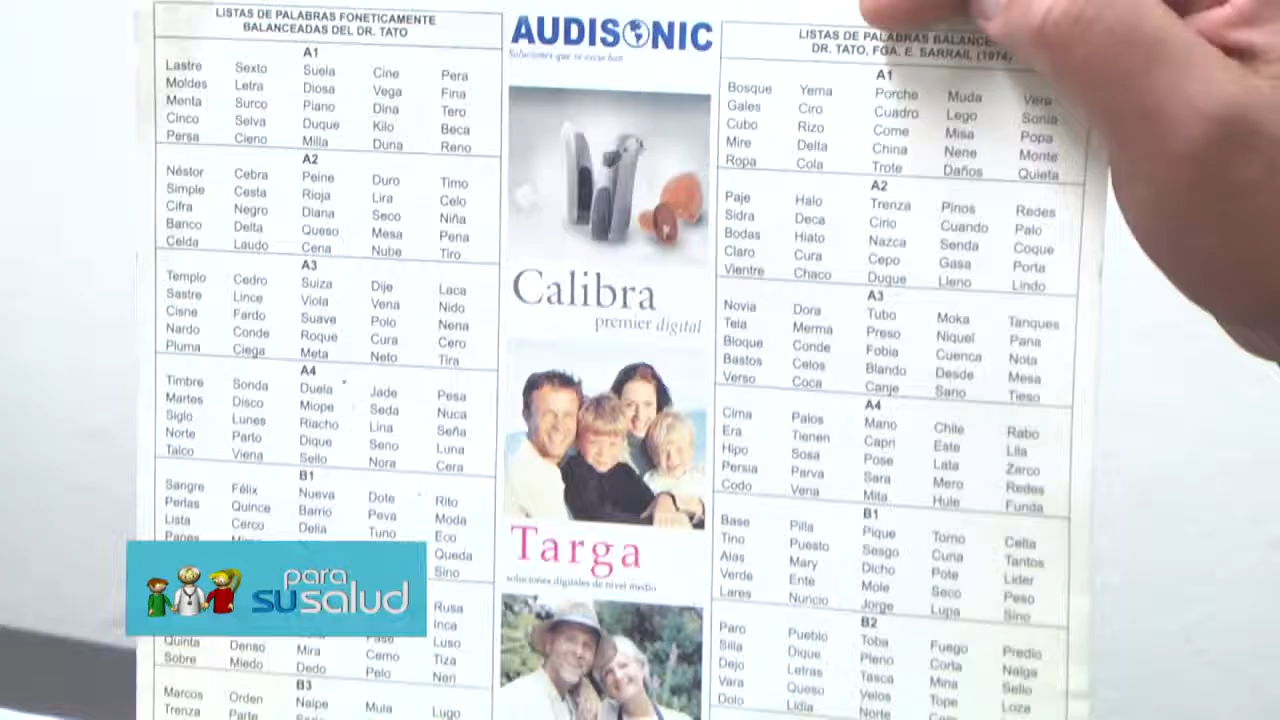 LISTAS DE PALABRAS FONETICAMENTE
BALANCEADAS DEL DR. TATO
A1
Lastre Sexto Suela Cine Pera
Moldes Letra Diosa Vega Fina
Menta Surco Piano Dina Tero
Cinco Selva Duque Kilo Beca
Persa Cieno Milla Duna Reno
A2
Néstor Cebra Peine Duro Timo
Simple Cesta Rioja Lira Celo
Cifra Negro Diana Seco Niña
Banco Delta Queso Mesa Pena
Celda Laudo Cena Nube Tiro
A3
Templo Cedro Suiza Dije Laca
Sastre Lince Viola Vena Nido
Cisne Fardo Suave Polo Nena
Nardo Conde Roque Cura Cero
Pluma Ciega Meta Neto Tira
A4
Timbre Sonda Duela Jade Pesa
Martes Disco Miope Seda Nuca
Siglo Lunes Riacho Lina Seña
Norte Parto Dique Seno Luna
Talco Viena Sello Nora Cera
B1
Sangre Félix Nueva Dote Rito
Perlas Quince Barrio Peva Moda
Lista Cerco Delia Tuno Eco
Panes Queda
Sino
Rusa
Inca
Quinta Denso Mira Cemo Luso
Sobre Miedo Dedo Pelo Tiza
Neri
B3
Marcos Orden Naipe Mula Lugo
Trenza Parte
AUDISONIC
Soluciones que se escuchan
Calibra
premier digital
Targa
soluciones digitales de nivel medio
LISTAS DE PALABRAS BALANCE
DR. TATO, FGA. E. SARRAIL (1974)
A1
Bosque Yema Porche Muda Vera
Gales Ciro Cuadro Lego Sonia
Cubo Rizo Come Misa Popa
Mire Delta China Nene Monte
Ropa Cola Trote Daños Quieta
A2
Paje Halo Trenza Pinos Redes
Sidra Deca Cirio Cuando Palo
Bodas Hiato Nazca Senda Coque
Claro Cura Cepo Gasa Porta
Vientre Chaco Duque Lleno Lindo
A3
Novia Dora Tubo Moka Tanques
Tela Merma Preso Niquel Pana
Bloque Conde Fobia Cuenca Nota
Bastos Celos Blando Desde Mesa
Verso Coca Canje Sano Tieso
A4
Cima Palos Mano Chile Rabo
Era Tienen Capri Este Lila
Hipo Sosa Pose Lata Zarco
Persia Parva Sara Mero Redes
Codo Vena Mita Hule Funda
B1
Base Pilla Pique Torno Celta
Tino Puesto Sesgo Cuna Tantos
Alas Mary Dicho Pote Lider
Verde Ente Mole Seco Peso
Lares Nuricio Jorge Lupa Sino
B2
Paro Pueblo Toba Fuego Predio
Silla Dique Pleno Corta Nalga
Dejo Letras Tasca Mina Sello
Vara Queso Velos Tope Loza
Dolo Lidia Norte
para
su salud